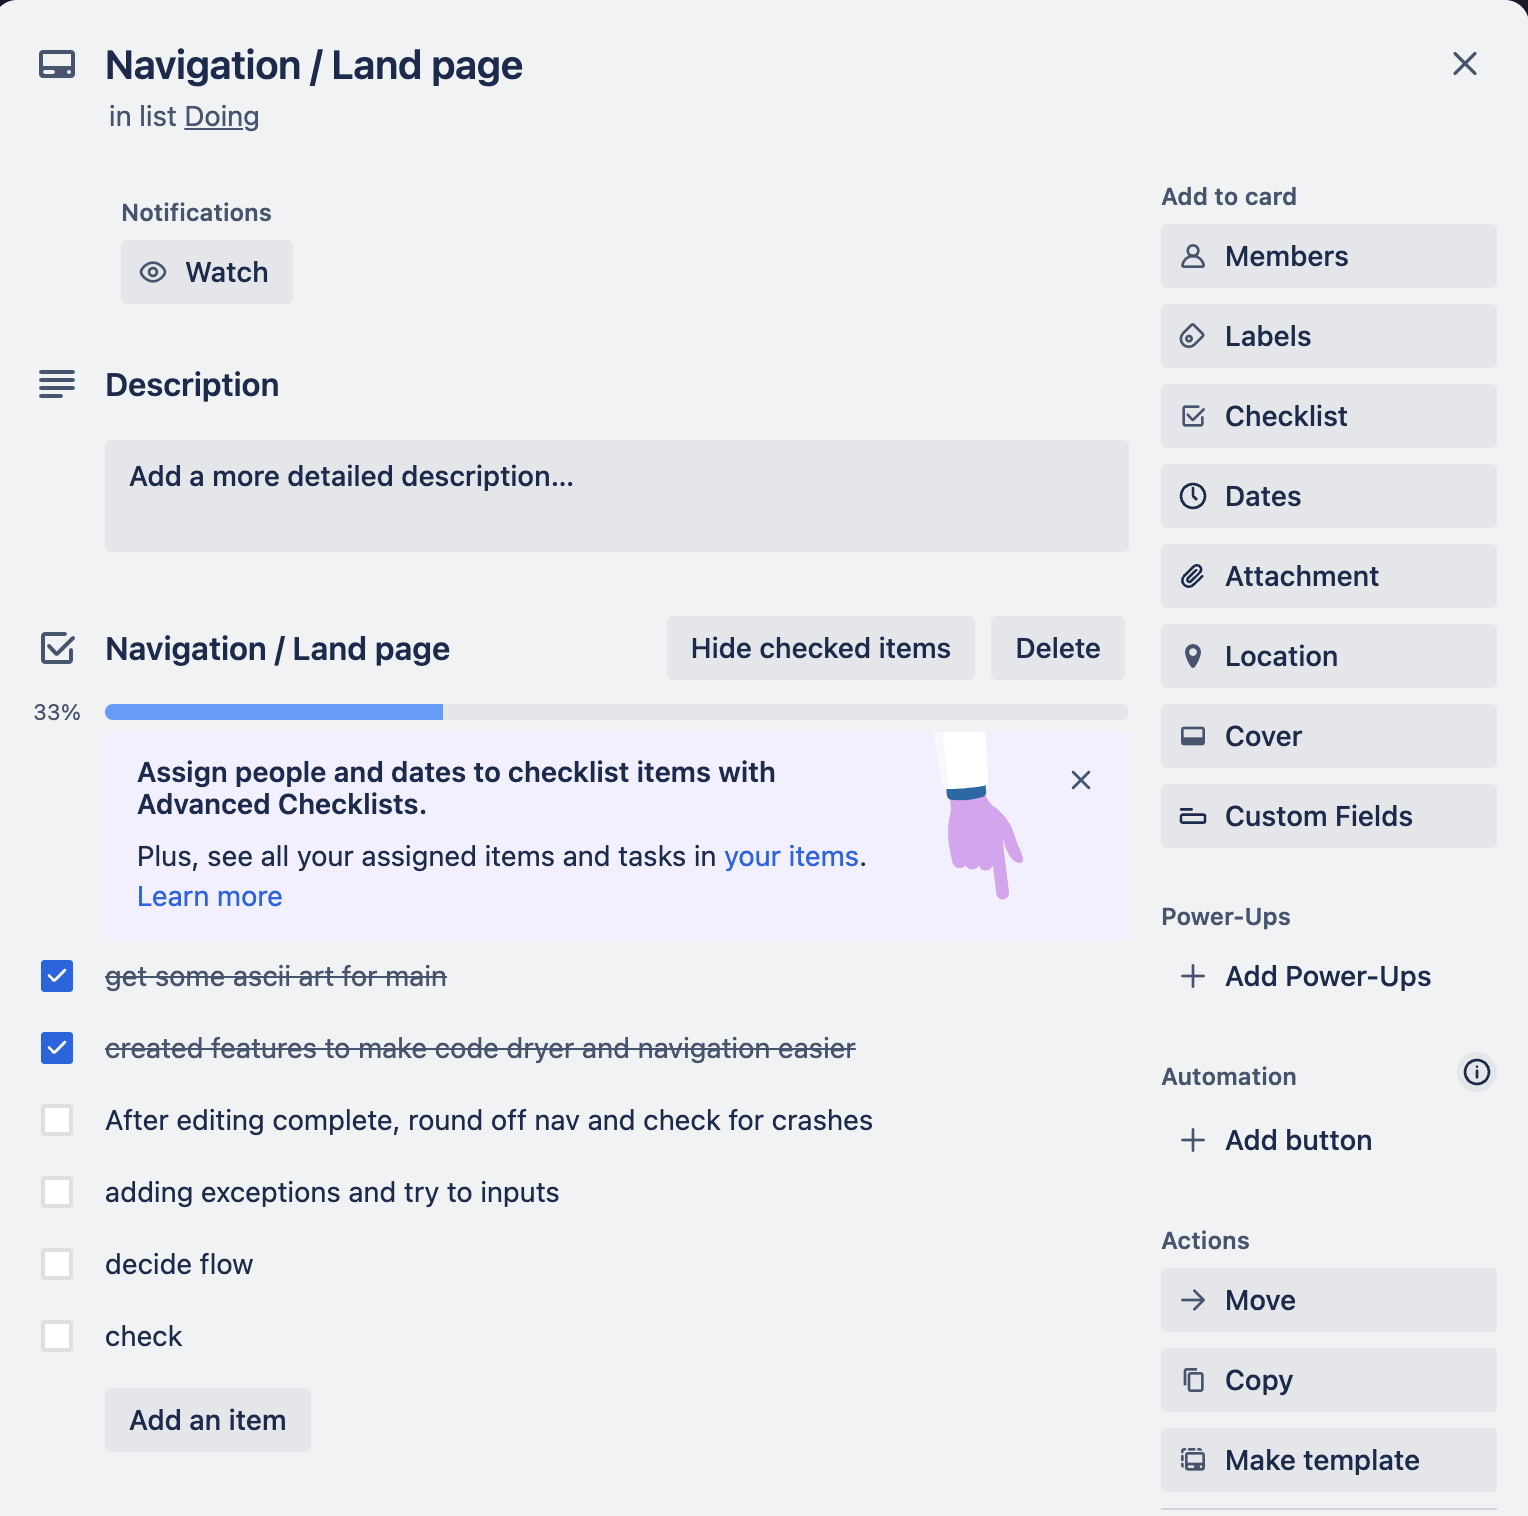 Navigation / Land page
in list Doing
Notifications
Watch
Description
Add a more detailed description...
Navigation / Land page
Hide checked items
Delete
33%
Assign people and dates to checklist items with
Advanced Checklists.
Plus, see all your assigned items and tasks in your items.
Learn more
get some ascii art for main
created features to make code dryer and navigation easier
After editing complete, round off nav and check for crashes
adding exceptions and try to inputs
decide flow
check
Add an item
Add to card
Members
Labels
Checklist
Dates
Attachment
Location
Cover
Custom Fields
Power-Ups
Add Power-Ups
Automation
Add button
Actions
Move
Copy
Make template